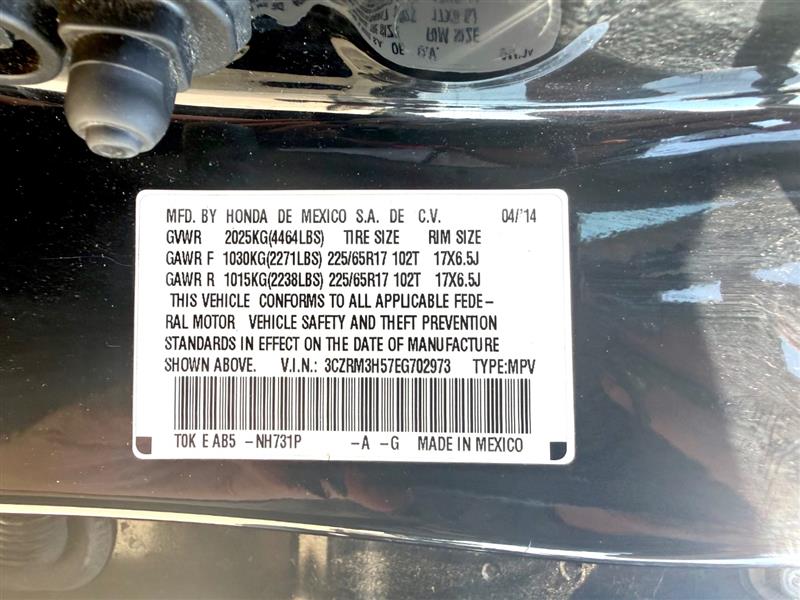 MFD. BY HONDA DE MEXICO S.A. DE C.V. 04/'14
GVWR 2025KG(4464LBS) TIRE SIZE RIM SIZE
GAWR F 1030KG(2271LBS) 225/65R17 102T 17X6.5J
GAWR R 1015KG(2238LBS) 225/65R17 102T 17X6.5J
THIS VEHICLE CONFORMS TO ALL APPLICABLE FEDE–
RAL MOTOR VEHICLE SAFETY AND THEFT PREVENTION
STANDARDS IN EFFECT ON THE DATE OF MANUFACTURE
SHOWN ABOVE. V.I.N.: 3CZRM3H57EG702973 TYPE:MPV
T0K E AB5 –NH731P –A –G MADE IN MEXICO